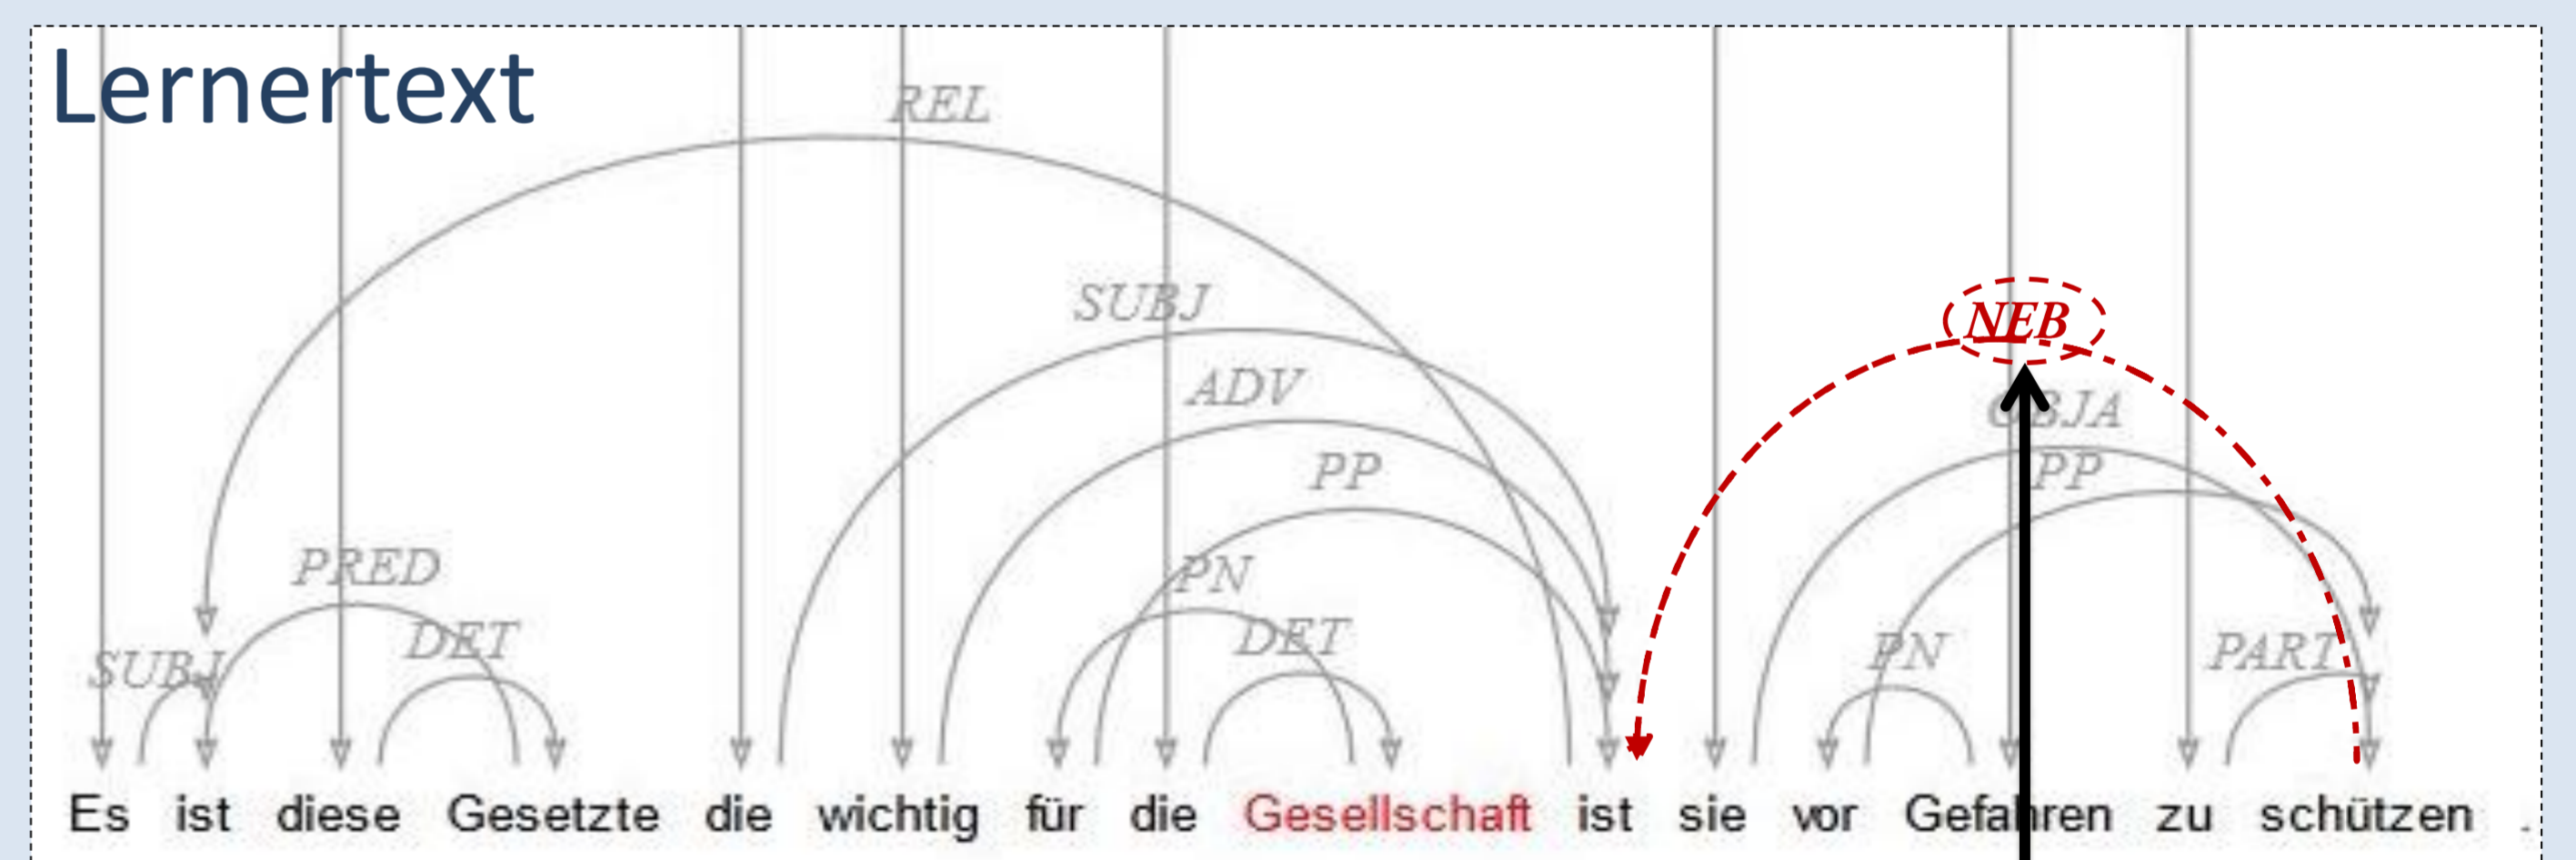 Lernertext
REL
SUBJ
NEB
ADV
OBJA
PP
PP
PRED
PN
DET
DET
SUBJ
PN
PART
Es ist diese Gesetzte die wichtig für die Gesellschaft ist sie vor Gefahren zu schützen .